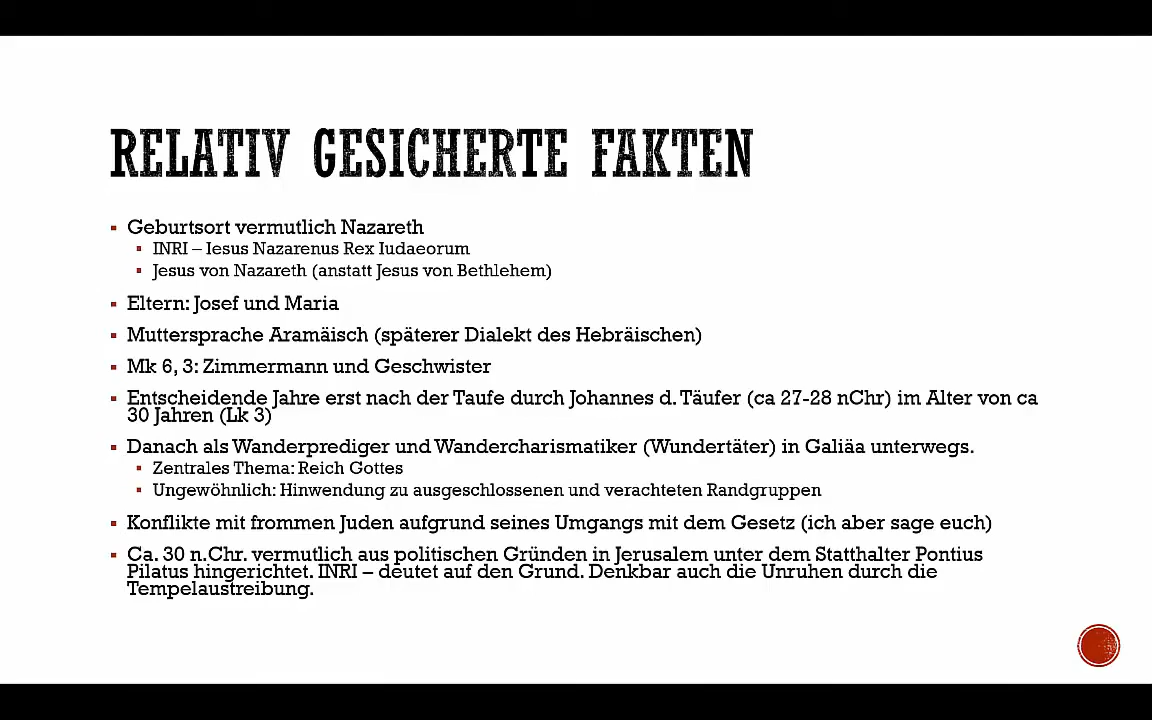 RELATIV GESICHERTE FAKTEN
▪ Geburtsort vermutlich Nazareth
▪ INRI – Iesus Nazarenus Rex Iudaeorum
▪ Jesus von Nazareth (anstatt Jesus von Bethlehem)
▪ Eltern: Josef und Maria
▪ Muttersprache Aramäisch (späterer Dialekt des Hebräischen)
▪ Mk 6, 3: Zimmermann und Geschwister
▪ Entscheidende Jahre erst nach der Taufe durch Johannes d. Täufer (ca 27-28 nChr) im Alter von ca
30 Jahren (Lk 3)
▪ Danach als Wanderprediger und Wandercharismatiker (Wundertäter) in Galiäa unterwegs.
▪ Zentrales Thema: Reich Gottes
▪ Ungewöhnlich: Hinwendung zu ausgeschlossenen und verachteten Randgruppen
▪ Konflikte mit frommen Juden aufgrund seines Umgangs mit dem Gesetz (ich aber sage euch)
▪ Ca. 30 n.Chr. vermutlich aus politischen Gründen in Jerusalem unter dem Statthalter Pontius
Pilatus hingerichtet. INRI – deutet auf den Grund. Denkbar auch die Unruhen durch die
Tempelaustreibung.